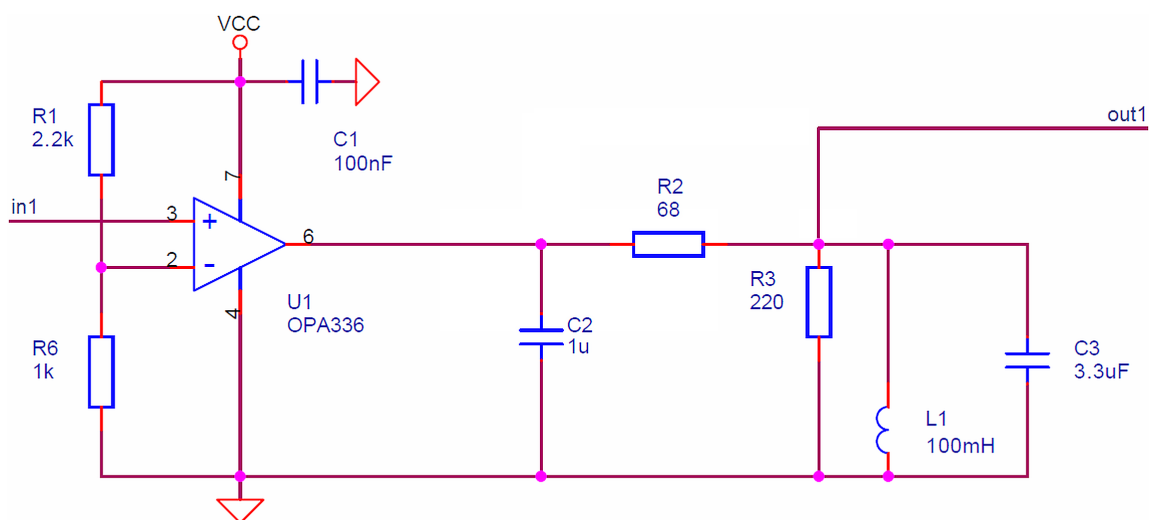 VCC
R1
2.2k
C1
100nF
7
in1
3
+
2
-
6
4
U1
OPA336
R6
1k
C2
1u
R2
68
R3
220
out1
L1
100mH
C3
3.3uF